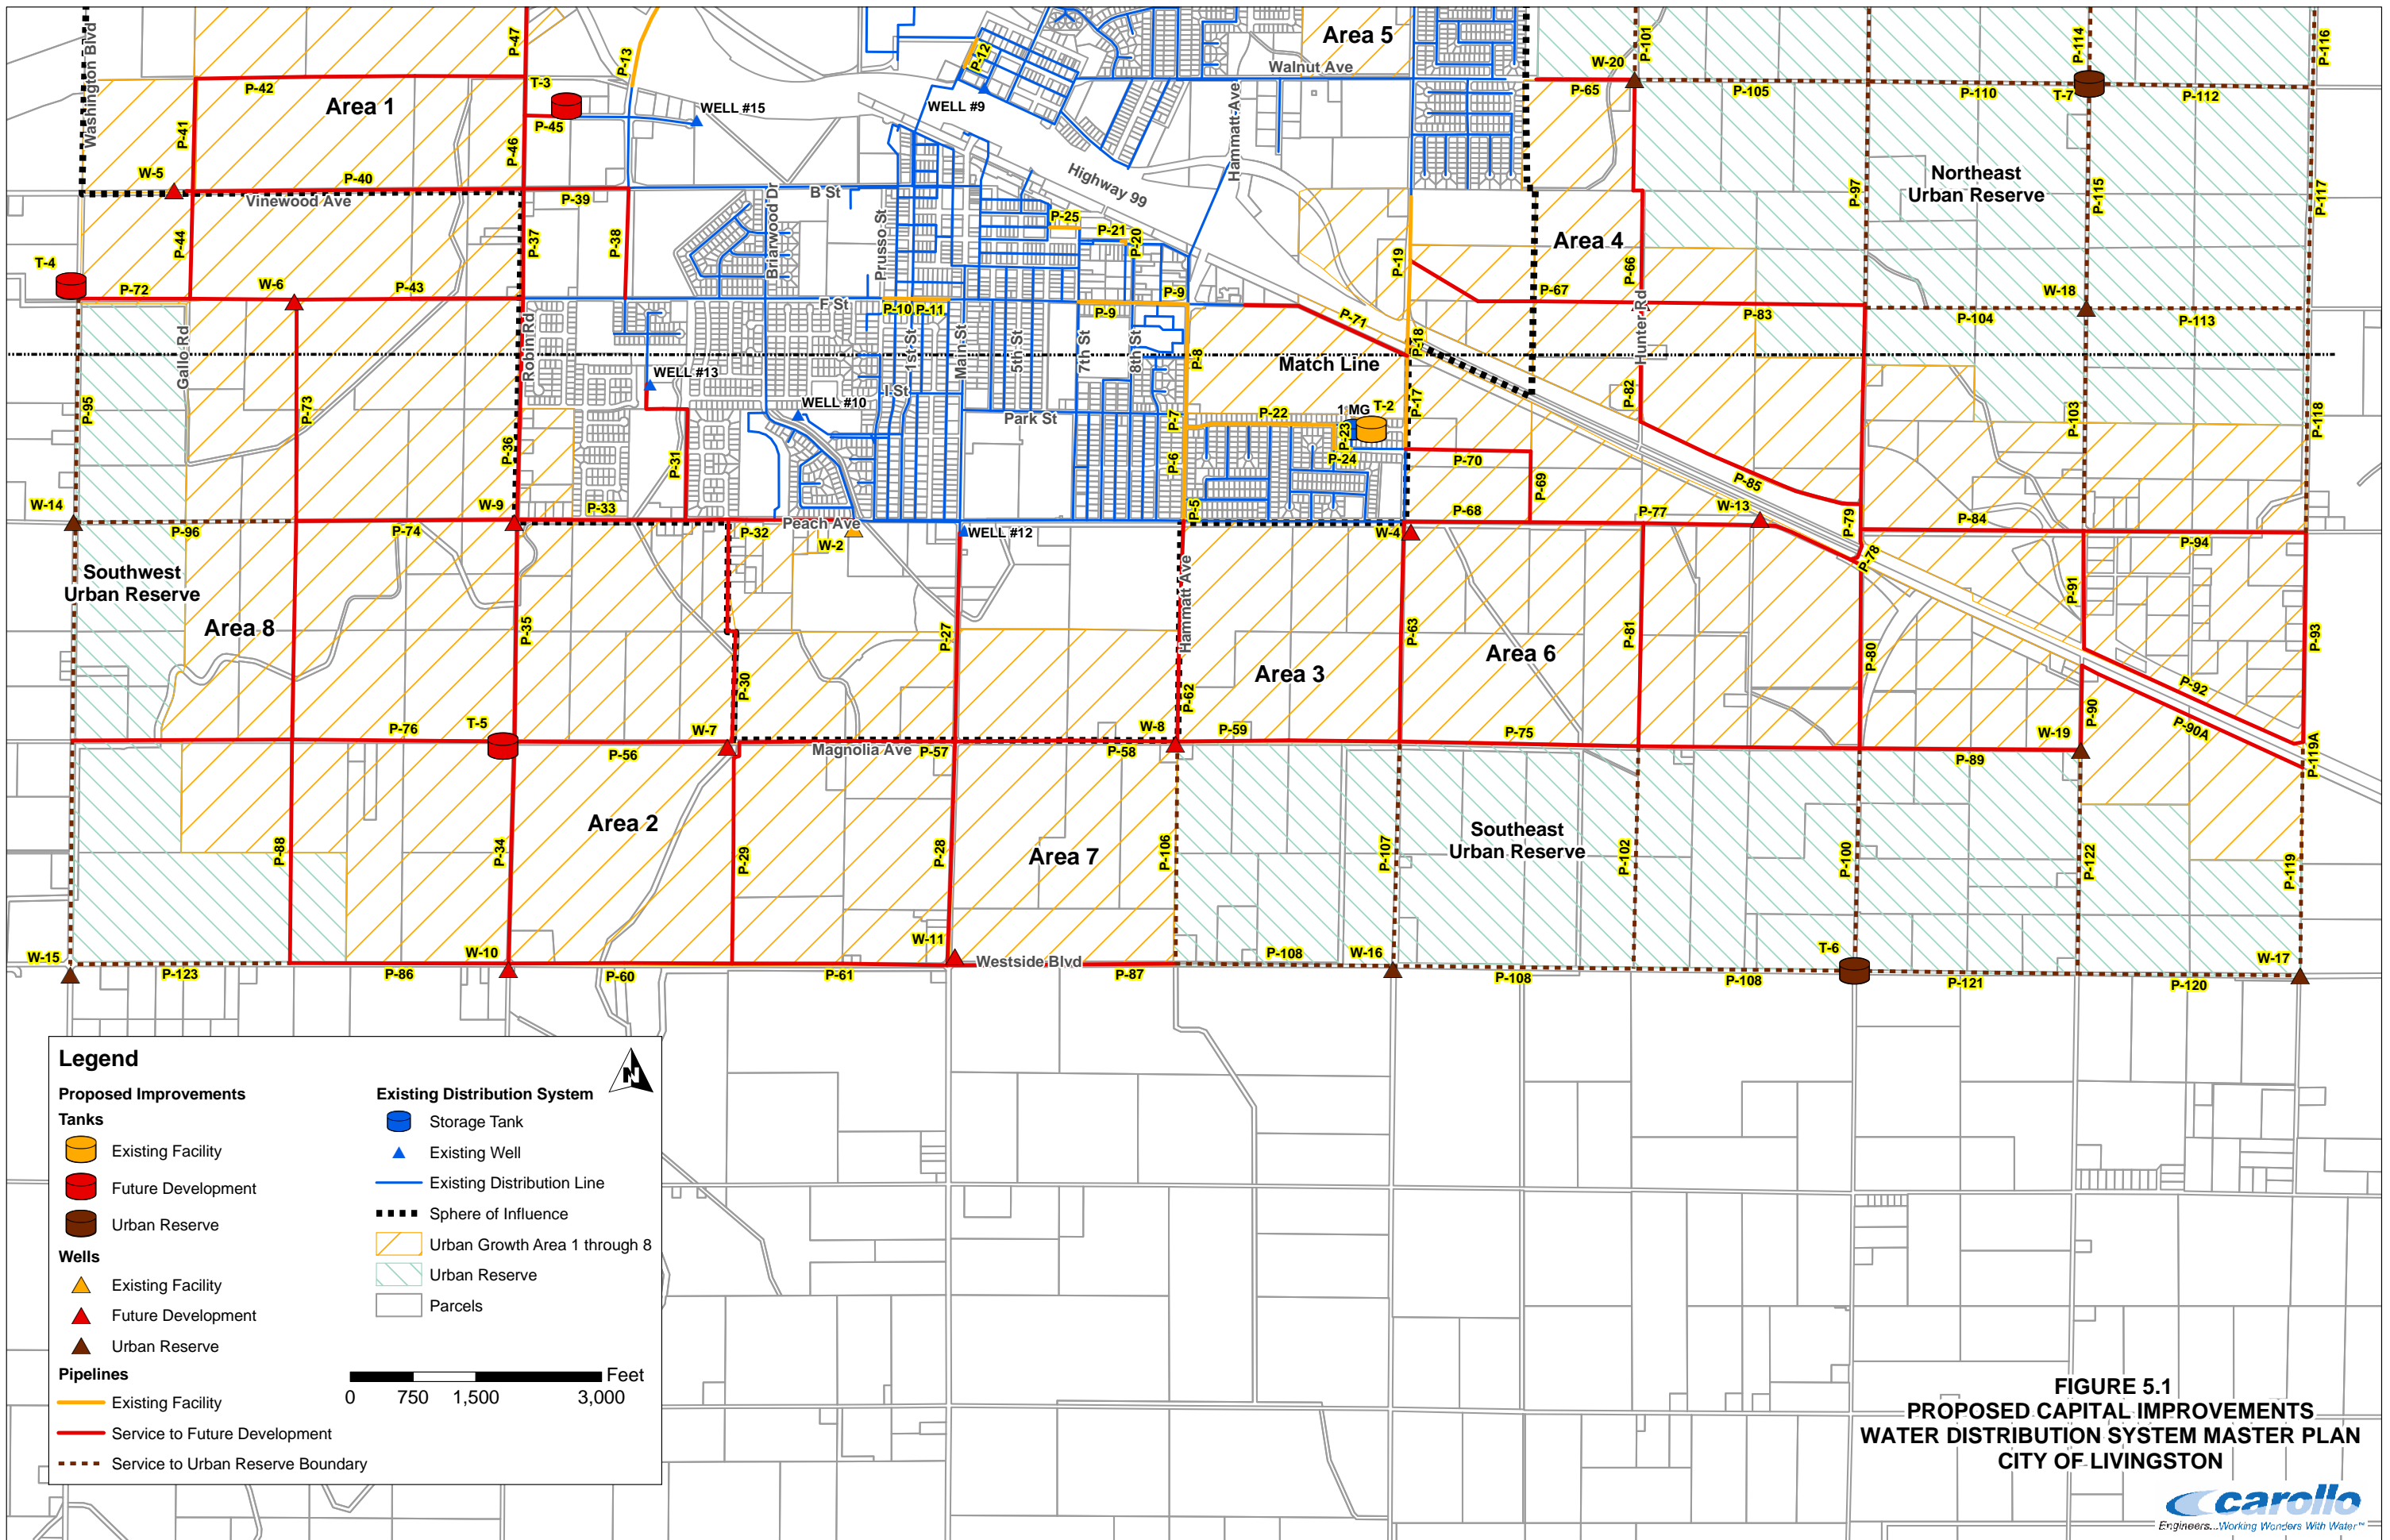 Washington Blvd
P-47
P-13
P-12
Area 5
Walnut Ave
P-101
W-20
P-114
P-116
P-42
Area 1
T-3
WELL #15
WELL #9
P-65
P-105
P-110
T-7
P-112
P-41
P-45
P-46
Hammatt Ave
Highway 99
W-5
P-40
Vinewood Ave
P-39
B St
Briarwood Dr
Prusso St
P-25
P-21
P-20
P-19
Area 4
P-66
P-97
Northeast
Urban Reserve
P-115
P-117
P-44
P-37
P-38
T-4
P-72
W-6
P-43
F St
P-10
P-11
P-9
P-9
P-67
P-83
W-18
P-104
P-113
Gallo Rd
Robin Rd
1st St
Main St
5th St
7th St
8th St
P-8
P-71
P-18
Hunter Rd
Match Line
WELL #13
I St
WELL #10
Park St
P-95
P-73
P-36
P-31
P-7
P-6
P-22
1 MG
T-2
P-23
P-24
P-17
P-82
P-103
P-118
P-70
P-69
P-85
W-14
P-96
P-74
W-9
P-33
P-32
Peach Ave
W-2
WELL #12
P-5
W-4
P-68
P-77
W-13
P-79
P-84
P-94
P-78
Southwest
Urban Reserve
Area 8
P-35
P-30
P-27
Hammatt Ave
P-62
Area 3
P-63
Area 6
P-81
P-80
P-91
P-93
P-92
P-90
P-90A
P-119A
P-76
T-5
P-56
W-7
Magnolia Ave
P-57
P-58
W-8
P-59
P-75
P-89
W-19
Area 2
Area 7
Southeast
Urban Reserve
P-88
P-34
P-29
P-28
P-106
P-107
P-102
P-100
P-122
P-119
W-15
P-123
P-86
W-10
P-60
P-61
W-11
Westside Blvd
P-87
P-108
W-16
P-108
P-108
T-6
P-121
P-120
W-17
Legend
N
Proposed Improvements
Tanks
Existing Facility
Future Development
Urban Reserve
Wells
Existing Facility
Future Development
Urban Reserve
Pipelines
Existing Facility
Service to Future Development
Service to Urban Reserve Boundary
Existing Distribution System
Storage Tank
Existing Well
Existing Distribution Line
Sphere of Influence
Urban Growth Area 1 through 8
Urban Reserve
Parcels
Feet
0 750 1,500 3,000
FIGURE 5.1
PROPOSED CAPITAL IMPROVEMENTS
WATER DISTRIBUTION SYSTEM MASTER PLAN
CITY OF LIVINGSTON
carollo
Engineers...Working Wonders With Water™